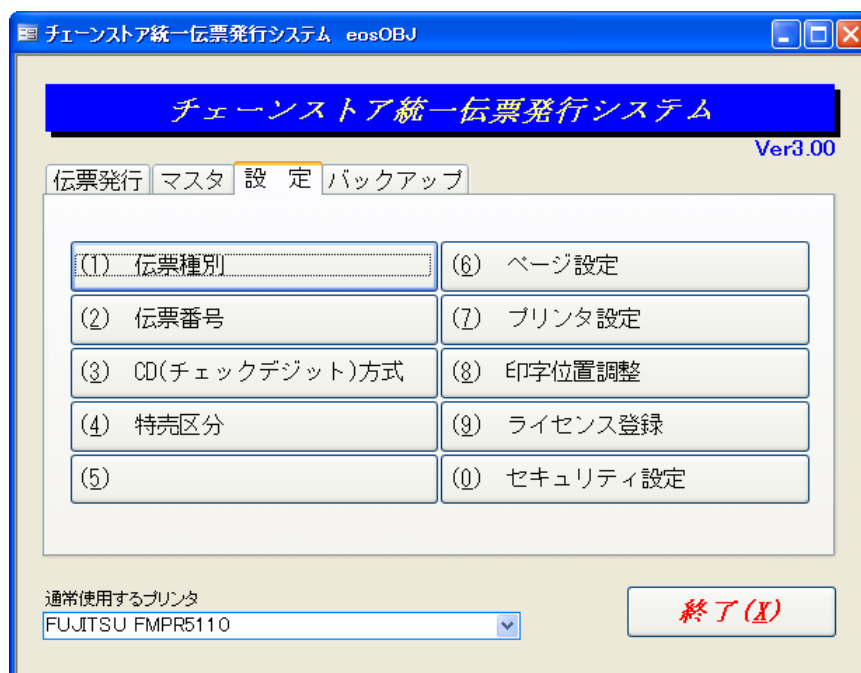 チェーンストア統一伝票発行システム eosOBJ
チェーンストア統一伝票発行システム
Ver3.00
伝票発行 マスタ 設 定 バックアップ
(1) 伝票種別
(2) 伝票番号
(3) CD(チェックデジット)方式
(4) 特売区分
(5)
(6) ページ設定
(7) プリンタ設定
(8) 印字位置調整
(9) ライセンス登録
(0) セキュリティ設定
通常使用するプリンタ
FUJITSU FMPR5110
終了(X)